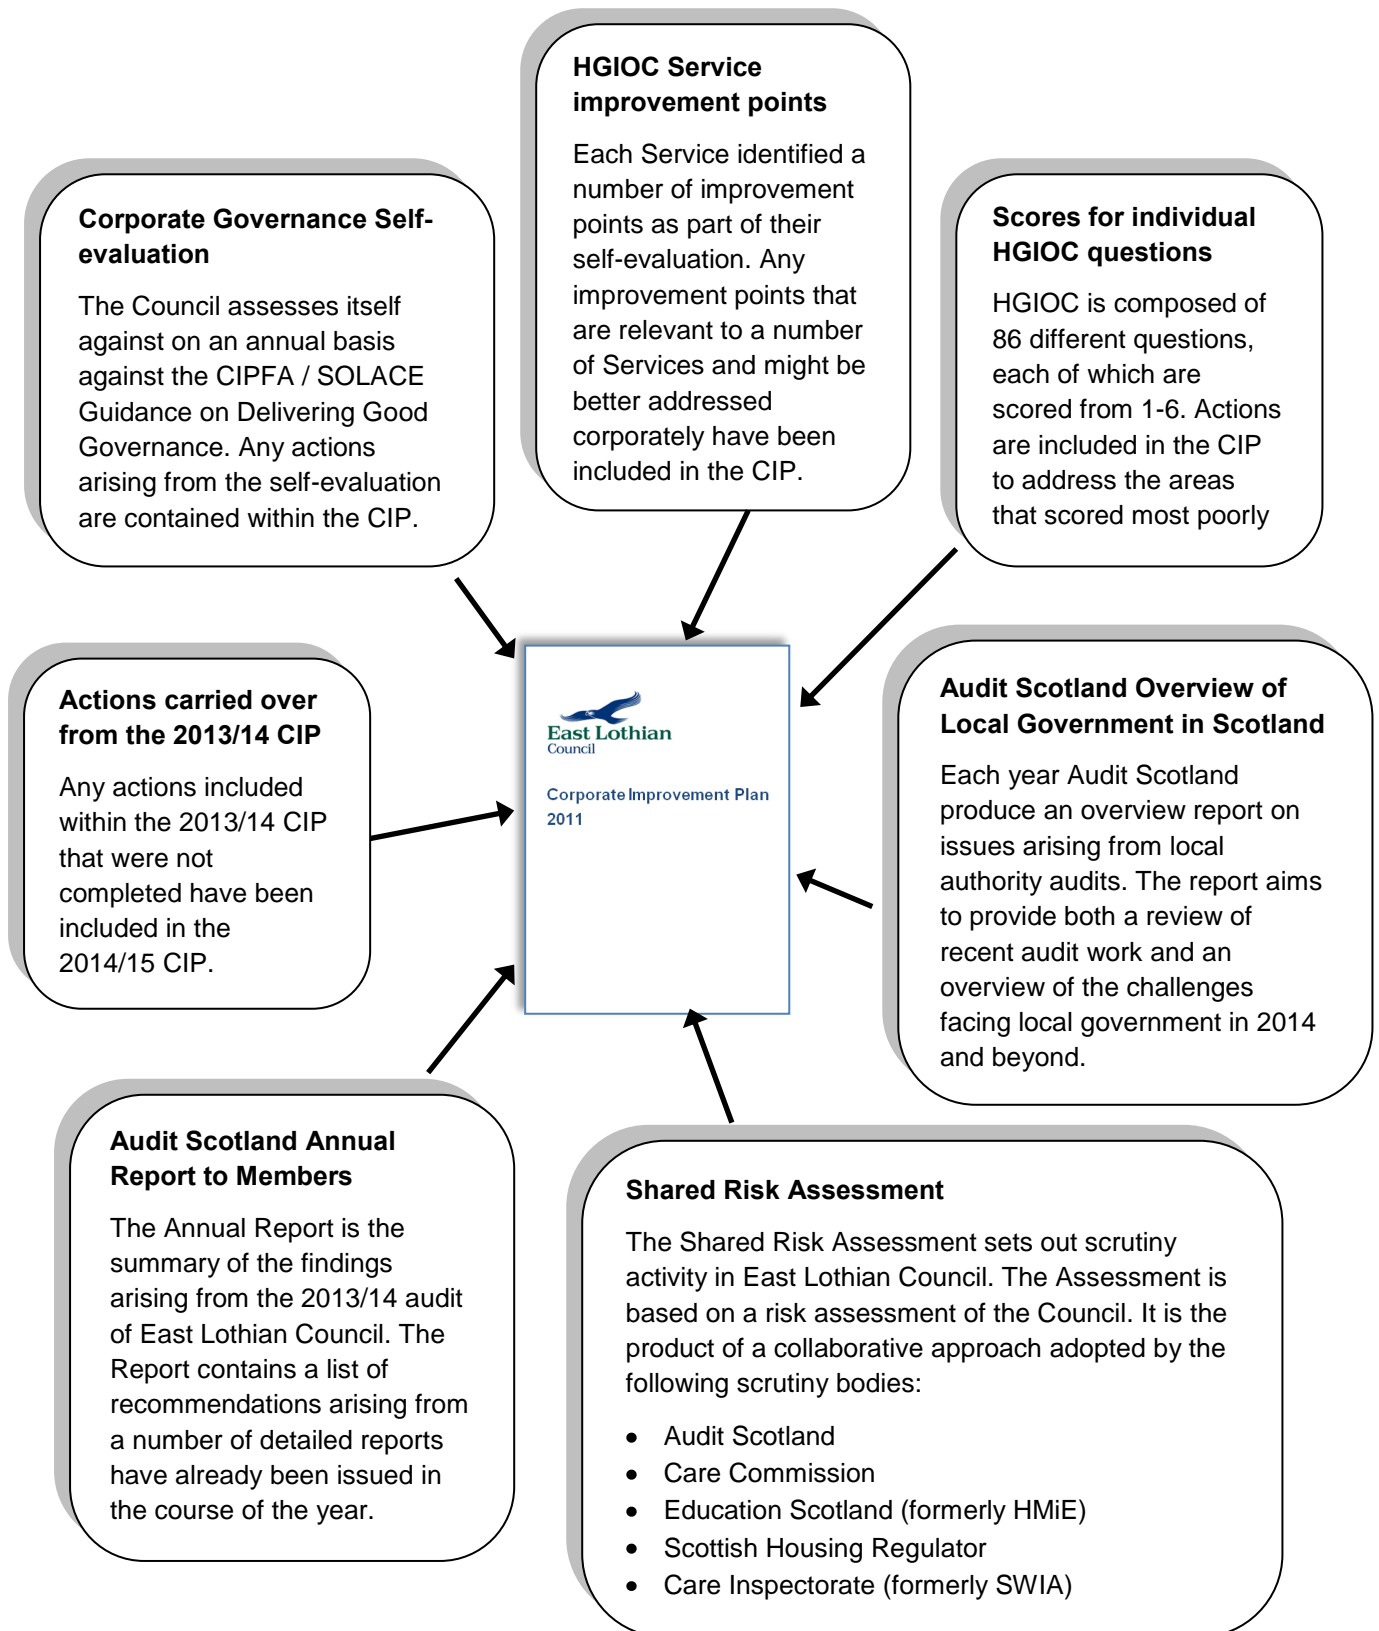 HGIOC Service
improvement points
Each Service identified a
number of improvement
points as part of their
self-evaluation. Any
improvement points that
are relevant to a number
of Services and might be
better addressed
corporately have been
included in the CIP.
Corporate Governance Self-
evaluation
The Council assesses itself
against on an annual basis
against the CIPFA / SOLACE
Guidance on Delivering Good
Governance. Any actions
arising from the self-evaluation
are contained within the CIP.
Scores for individual
HGIOC questions
HGIOC is composed of
86 different questions,
each of which are
scored from 1-6. Actions
are included in the CIP
to address the areas
that scored most poorly
Actions carried over
from the 2013/14 CIP
Any actions included
within the 2013/14 CIP
that were not
completed have been
included in the
2014/15 CIP.
East Lothian
Council
Corporate Improvement Plan
2011
Audit Scotland Overview of
Local Government in Scotland
Each year Audit Scotland
produce an overview report on
issues arising from local
authority audits. The report aims
to provide both a review of
recent audit work and an
overview of the challenges
facing local government in 2014
and beyond.
Audit Scotland Annual
Report to Members
The Annual Report is the
summary of the findings
arising from the 2013/14 audit
of East Lothian Council. The
Report contains a list of
recommendations arising from
a number of detailed reports
have already been issued in
the course of the year.
Shared Risk Assessment
The Shared Risk Assessment sets out scrutiny
activity in East Lothian Council. The Assessment is
based on a risk assessment of the Council. It is the
product of a collaborative approach adopted by the
following scrutiny bodies:
• Audit Scotland
• Care Commission
• Education Scotland (formerly HMiE)
• Scottish Housing Regulator
• Care Inspectorate (formerly SWIA)